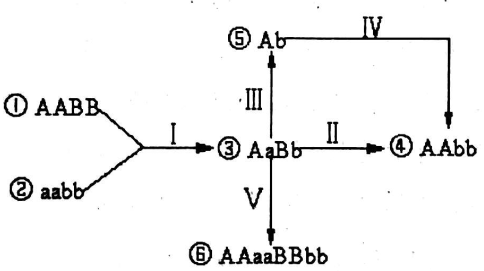 ⑤ Ab
Ⅳ
Ⅲ
① AABB
Ⅰ
③ AaBb
Ⅱ
④ AAbb
② aabb
Ⅴ
⑥ AAaaBBbb